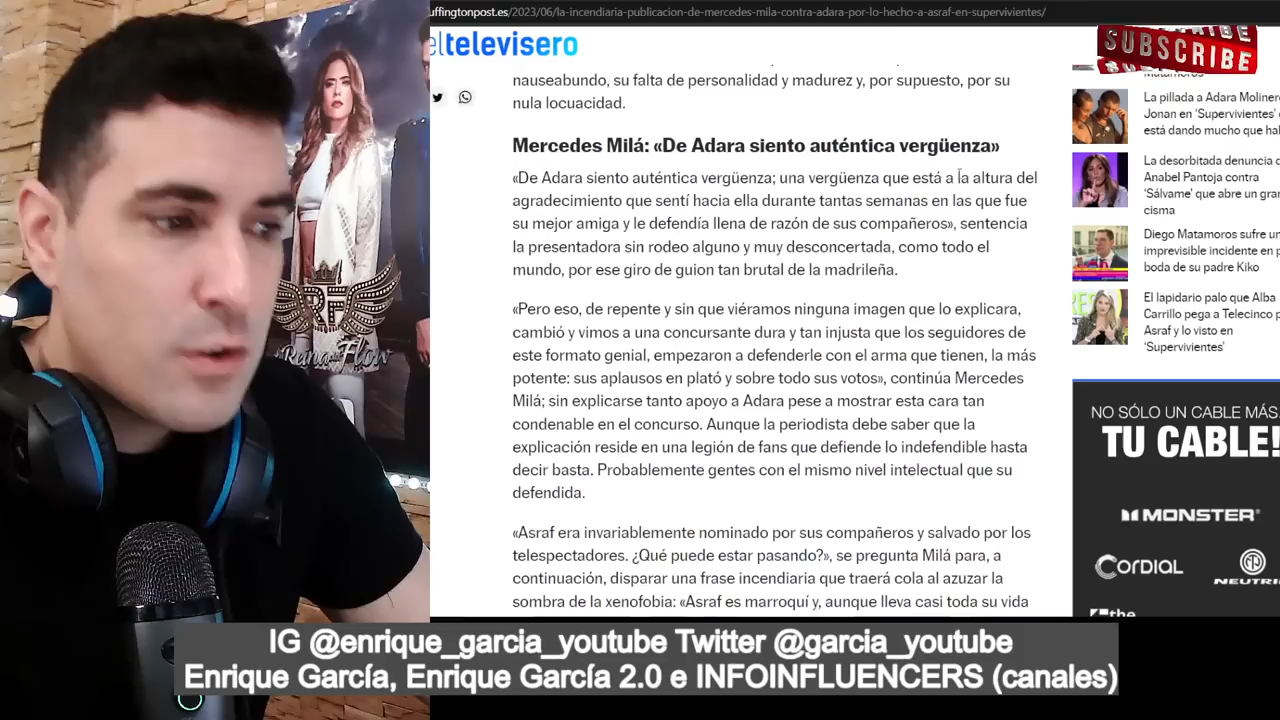 uffingtonpost.es/2023/06/la-incendiaria-publicacion-de-mercedes-mila-contra-adara-por-lo-hecho-a-asraf-en-supervivientes/
eltelevisero
SUBSCRIBE
nauseabundo, su falta de personalidad y madurez y, por supuesto, por su
nula locuacidad.
Mercedes Milá: «De Adara siento auténtica vergüenza»
«De Adara siento auténtica vergüenza; una vergüenza que está a la altura del
agradecimiento que sentí hacia ella durante tantas semanas en las que fue
su mejor amiga y le defendía llena de razón de sus compañeros», sentencia
la presentadora sin rodeo alguno y muy desconcertada, como todo el
mundo, por ese giro de guion tan brutal de la madrileña.
«Pero eso, de repente y sin que viéramos ninguna imagen que lo explicara,
cambió y vimos a una concursante dura y tan injusta que los seguidores de
este formato genial, empezaron a defenderle con el arma que tienen, la más
potente: sus aplausos en plató y sobre todo sus votos», continúa Mercedes
Milá; sin explicarse tanto apoyo a Adara pese a mostrar esta cara tan
condenable en el concurso. Aunque la periodista debe saber que la
explicación reside en una legión de fans que defiende lo indefendible hasta
decir basta. Probablemente gentes con el mismo nivel intelectual que su
defendida.
«Asraf era invariablemente nominado por sus compañeros y salvado por los
telespectadores. ¿Qué puede estar pasando?», se pregunta Milá para, a
continuación, disparar una frase incendiaria que traerá cola al azuzar la
sombra de la xenofobia: «Asraf es marroquí y, aunque lleva casi toda su vida
Matamoros
La pillada a Adara Moliner
Jonan en 'Supervivientes'
está dando mucho que hal
La desorbitada denuncia d
Anabel Pantoja contra
'Sálvame' que abre un gran
cisma
Diego Matamoros sufre un
imprevisible incidente en p
boda de su padre Kiko
El lapidario palo que Alba
Carrillo pega a Telecinco p
Asraf y lo visto en
'Supervivientes'
NO SÓLO UN CABLE MÁS
TU CABLE!
MONSTER
CORDIAL
NEUTRI
the
RF
Flow
IG @enrique_garcia_youtube Twitter @garcia_youtube
Enrique García, Enrique García 2.0 e INFOINFLUENCERS (canales)